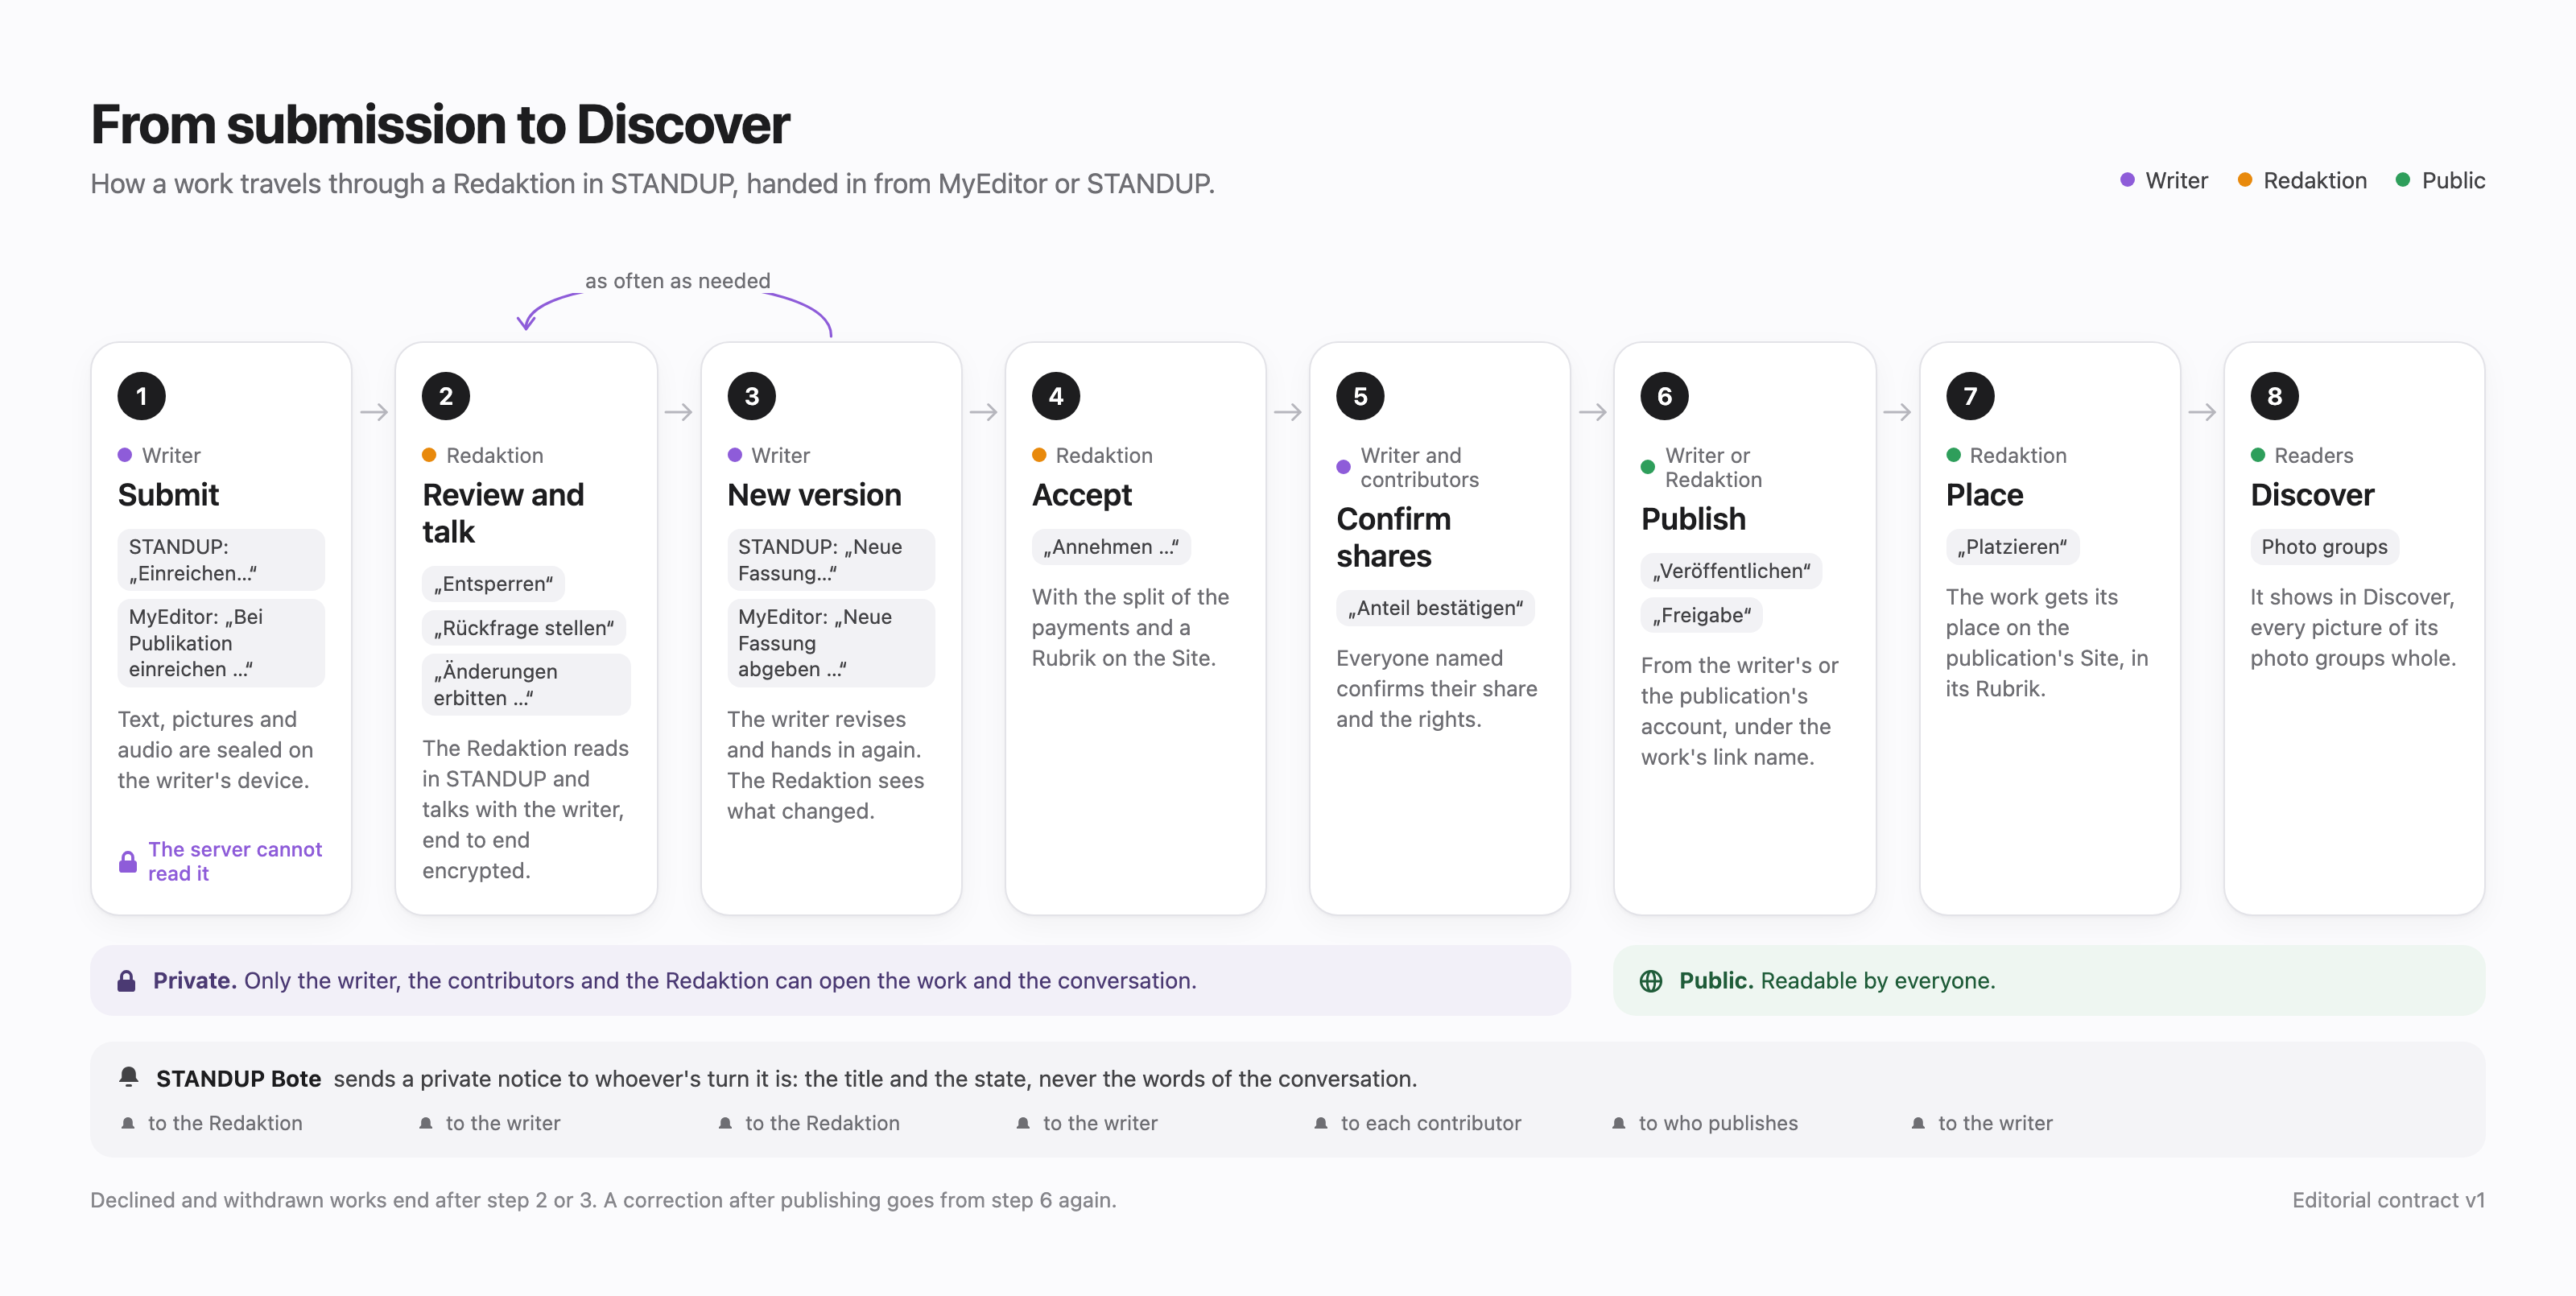 From submission to Discover
How a work travels through a Redaktion in STANDUP, handed in from MyEditor or STANDUP.
Writer
Redaktion
Public
as often as needed
1
Writer
Submit
STANDUP:
„Einreichen…“
MyEditor: „Bei
Publikation
einreichen …“
Text, pictures and
audio are sealed on
the writer's device.
The server cannot
read it
2
Redaktion
Review and
talk
„Entsperren“
„Rückfrage stellen“
„Änderungen
erbitten …“
The Redaktion reads
in STANDUP and
talks with the writer,
end to end
encrypted.
3
Writer
New version
STANDUP: „Neue
Fassung…“
MyEditor: „Neue
Fassung
abgeben …“
The writer revises
and hands in again.
The Redaktion sees
what changed.
4
Redaktion
Accept
„Annehmen …“
With the split of the
payments and a
Rubrik on the Site.
5
Writer and
contributors
Confirm
shares
„Anteil bestätigen“
Everyone named
confirms their share
and the rights.
6
Writer or
Redaktion
Publish
„Veröffentlichen“
„Freigabe“
From the writer's or
the publication's
account, under the
work's link name.
7
Redaktion
Place
„Platzieren“
The work gets its
place on the
publication's Site, in
its Rubrik.
8
Readers
Discover
Photo groups
It shows in Discover,
every picture of its
photo groups whole.
Private. Only the writer, the contributors and the Redaktion can open the work and the conversation.
Public. Readable by everyone.
STANDUP Bote sends a private notice to whoever's turn it is: the title and the state, never the words of the conversation.
to the Redaktion
to the writer
to the Redaktion
to the writer
to each contributor
to who publishes
to the writer
Declined and withdrawn works end after step 2 or 3. A correction after publishing goes from step 6 again.
Editorial contract v1